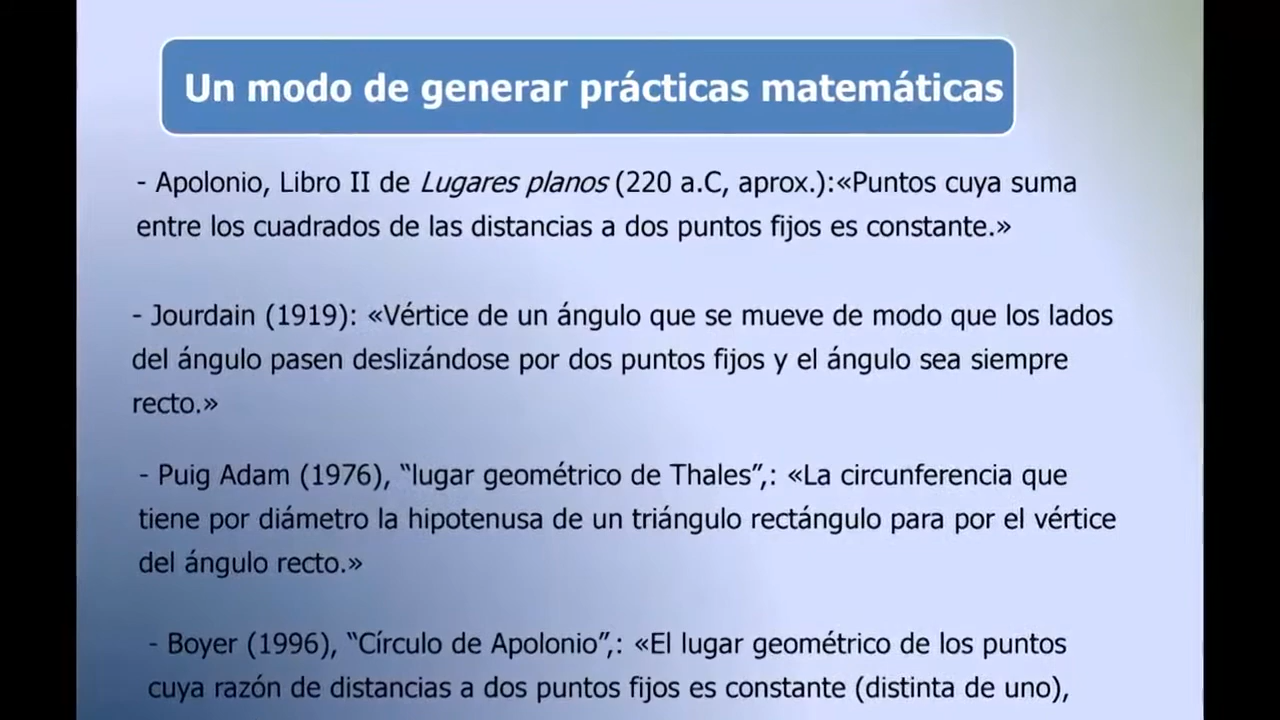 Un modo de generar prácticas matemáticas
- Apolonio, Libro II de Lugares planos (220 a.C, aprox.):«Puntos cuya suma
entre los cuadrados de las distancias a dos puntos fijos es constante.»
- Jourdain (1919): «Vértice de un ángulo que se mueve de modo que los lados
del ángulo pasen deslizándose por dos puntos fijos y el ángulo sea siempre
recto.»
- Puig Adam (1976), “lugar geométrico de Thales”,: «La circunferencia que
tiene por diámetro la hipotenusa de un triángulo rectángulo para por el vértice
del ángulo recto.»
- Boyer (1996), “Círculo de Apolonio”,: «El lugar geométrico de los puntos
cuya razón de distancias a dos puntos fijos es constante (distinta de uno),